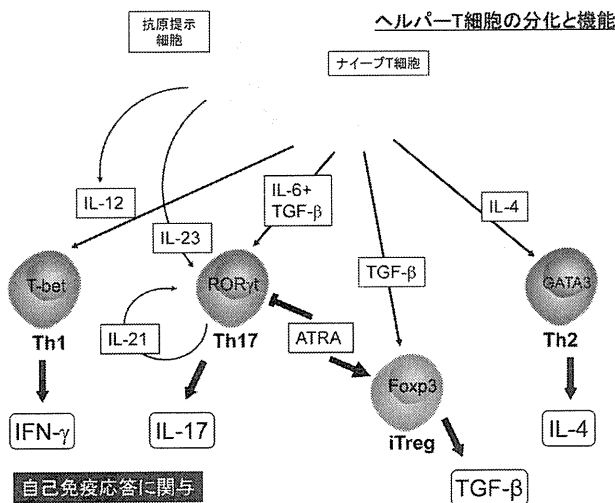 ヘルパーT細胞の分化と機能
抗原提示
細胞
ナイーブT細胞
IL-12
IL-6+
TGF-β
IL-4
IL-23
T-bet
RORγt
TGF-β
GATA3
Th1
IL-21
Th17
ATRA
Th2
Foxp3
IFN-γ
IL-17
iTreg
IL-4
自己免疫応答に関与
TGF-β